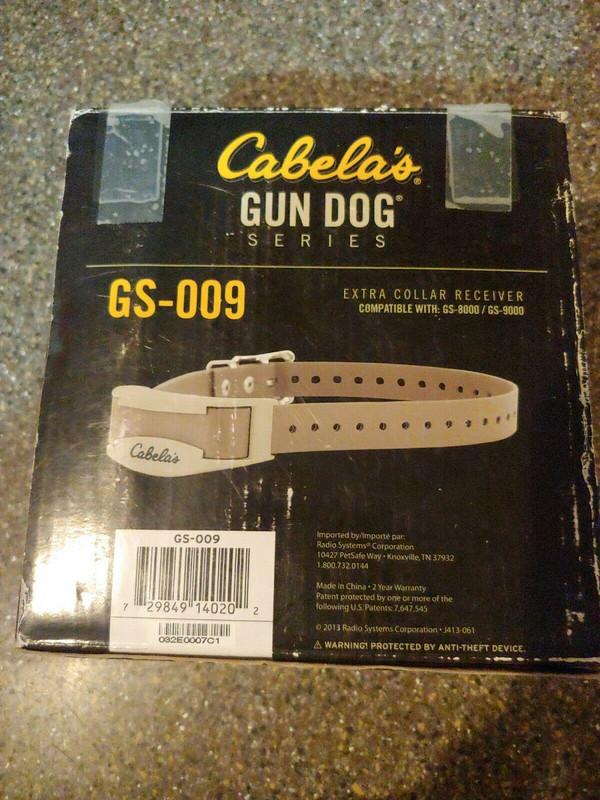 Cabela's
GUN DOG®
SERIES
GS-009
EXTRA COLLAR RECEIVER
COMPATIBLE WITH: GS-8000 / GS-9000
Cabela's
GS-009
7 29849 14020 2
032E0007C1
Imported by/Importé par:
Radio Systems® Corporation
10427 PetSafe Way • Knoxville, TN 37932
1.800.732.0144
Made in China • 2 Year Warranty
Patent protected by one or more of the
following U.S. Patents: 7,647,545
© 2013 Radio Systems Corporation • J413-061
⚠ WARNING! PROTECTED BY ANTI-THEFT DEVICE.